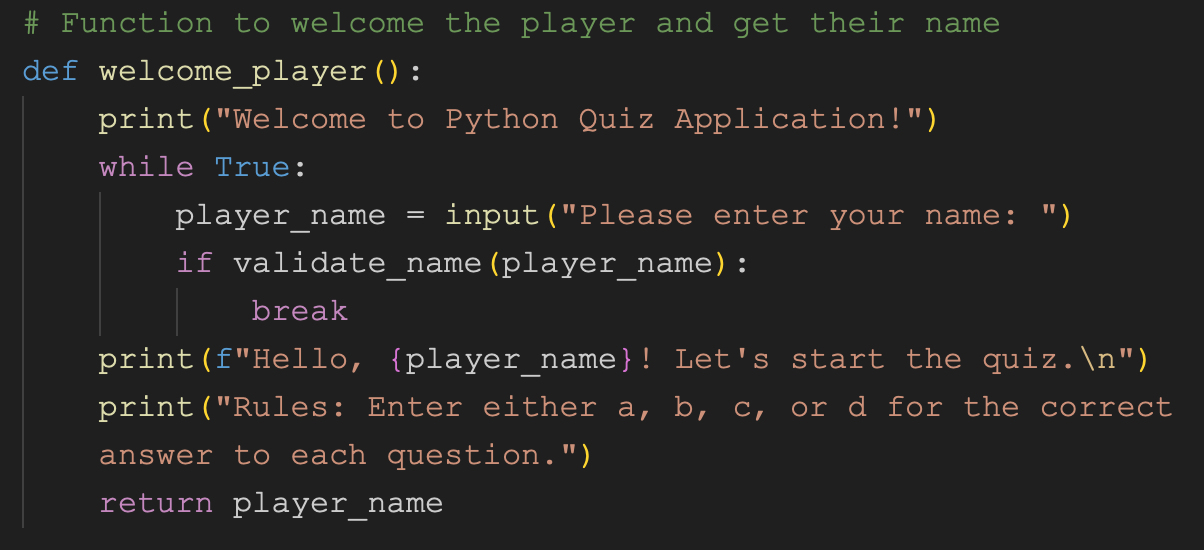 # Function to welcome the player and get their name
def welcome_player():
    print("Welcome to Python Quiz Application!")
    while True:
        player_name = input("Please enter your name: ")
        if validate_name(player_name):
            break
    print(f"Hello, {player_name}! Let's start the quiz.\n")
    print("Rules: Enter either a, b, c, or d for the correct
    answer to each question.")
    return player_name